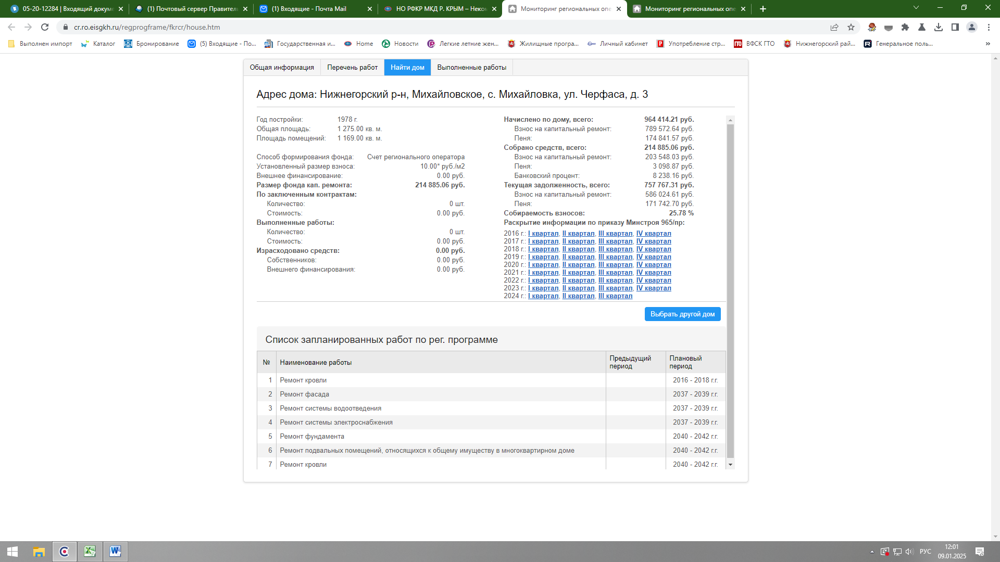 05-20-12284 | Входящий докуме
(1) Почтовый сервер Правитель
(1) Входящие - Почта Mail
НО РФКР МКД Р. КРЫМ – Неком
Мониторинг региональных опе
Мониторинг региональных опе
cr.ro.eisgkh.ru/regprogframe/fkrcr/house.htm
Выполнен импорт
Каталог
Бронирование
(5) Входящие - По...
Государственная и...
Home
Новости
Легкие летние жен...
Жилищные програ...
Личный кабинет
Употребление стр...
ВФСК ГТО
Нижнегорский рай...
Генеральное поль...
»
Общая информация
Перечень работ
Найти дом
Выполненные работы
Адрес дома: Нижнегорский р-н, Михайловское, с. Михайловка, ул. Черфаса, д. 3
Год постройки: 1978 г.
Общая площадь: 1 275.00 кв. м.
Площадь помещений: 1 169.00 кв. м.
Способ формирования фонда: Счет регионального оператора
Установленный размер взноса: 10.00* руб./м2
Внешнее финансирование: 0.00 руб.
Размер фонда кап. ремонта: 214 885.06 руб.
По заключенным контрактам:
Количество: 0 шт.
Стоимость: 0.00 руб.
Выполненные работы:
Количество: 0 шт.
Стоимость: 0.00 руб.
Израсходовано средств: 0.00 руб.
Собственников: 0.00 руб.
Внешнего финансирования: 0.00 руб.
Начислено по дому, всего: 964 414.21 руб.
Взнос на капитальный ремонт: 789 572.64 руб.
Пеня: 174 841.57 руб.
Собрано средств, всего: 214 885.06 руб.
Взнос на капитальный ремонт: 203 548.03 руб.
Пеня: 3 098.87 руб.
Банковский процент: 8 238.16 руб.
Текущая задолженность, всего: 757 767.31 руб.
Взнос на капитальный ремонт: 586 024.61 руб.
Пеня: 171 742.70 руб.
Собираемость взносов: 25.78 %
Раскрытие информации по приказу Минстроя 965/пр:
2016 г.: I квартал, II квартал, III квартал, IV квартал
2017 г.: I квартал, II квартал, III квартал, IV квартал
2018 г.: I квартал, II квартал, III квартал, IV квартал
2019 г.: I квартал, II квартал, III квартал, IV квартал
2020 г.: I квартал, II квартал, III квартал, IV квартал
2021 г.: I квартал, II квартал, III квартал, IV квартал
2022 г.: I квартал, II квартал, III квартал, IV квартал
2023 г.: I квартал, II квартал, III квартал, IV квартал
2024 г.: I квартал, II квартал, III квартал
Выбрать другой дом
Список запланированных работ по рег. программе
№ Наименование работы Предыдущий период Плановый период
1 Ремонт кровли 2016 - 2018 г.г.
2 Ремонт фасада 2037 - 2039 г.г.
3 Ремонт системы водоотведения 2037 - 2039 г.г.
4 Ремонт системы электроснабжения 2037 - 2039 г.г.
5 Ремонт фундамента 2040 - 2042 г.г.
6 Ремонт подвальных помещений, относящихся к общему имуществу в многоквартирном доме 2040 - 2042 г.г.
7 Ремонт кровли 2040 - 2042 г.г.
РУС
12:01
09.01.2025